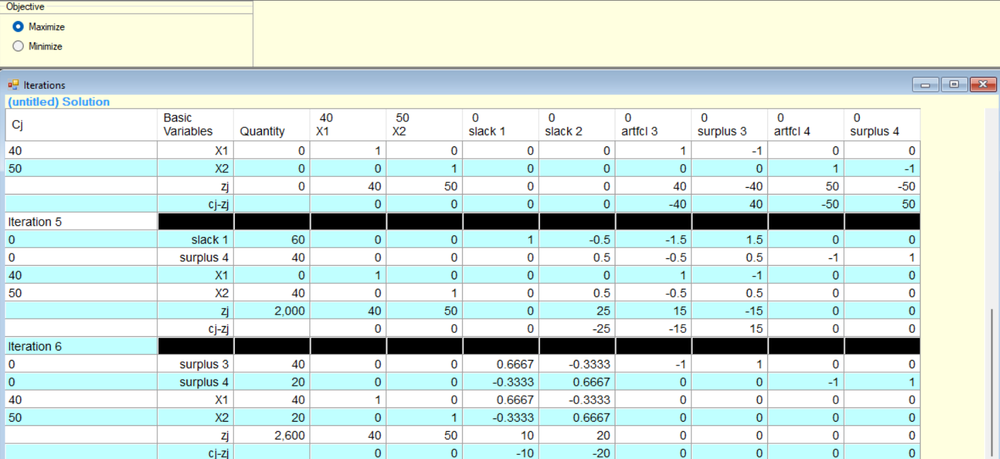 Objective
Maximize
Minimize
Iterations
(untitled) Solution
Cj Basic Variables Quantity 40 X1 50 X2 0 slack 1 0 slack 2 0 artfcl 3 0 surplus 3 0 artfcl 4 0 surplus 4
40 X1 0 1 0 0 0 1 -1 0 0
50 X2 0 0 1 0 0 0 0 1 -1
zj 0 40 50 0 0 40 -40 50 -50
cj-zj 0 0 0 0 -40 40 -50 50
Iteration 5
0 slack 1 60 0 0 1 -0.5 -1.5 1.5 0 0
0 surplus 4 40 0 0 0 0.5 -0.5 0.5 -1 1
40 X1 0 1 0 0 0 1 -1 0 0
50 X2 40 0 1 0 0.5 -0.5 0.5 0 0
zj 2,000 40 50 0 25 15 -15 0 0
cj-zj 0 0 0 -25 -15 15 0 0
Iteration 6
0 surplus 3 40 0 0 0.6667 -0.3333 -1 1 0 0
0 surplus 4 20 0 0 -0.3333 0.6667 0 0 -1 1
40 X1 40 1 0 0.6667 -0.3333 0 0 0 0
50 X2 20 0 1 -0.3333 0.6667 0 0 0 0
zj 2,600 40 50 10 20 0 0 0 0
cj-zj 0 0 -10 -20 0 0 0 0